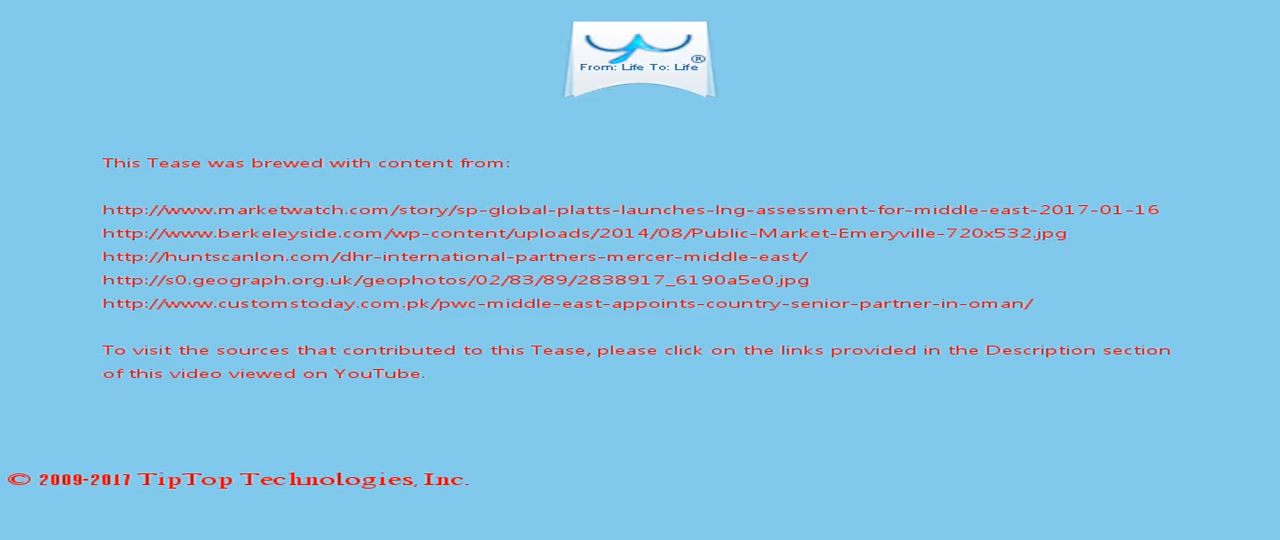 From: Life To: Life
®
This Tease was brewed with content from:
http://www.marketwatch.com/story/sp-global-platts-launches-lng-assessment-for-middle-east-2017-01-16
http://www.berkeleyside.com/wp-content/uploads/2014/08/Public-Market-Emeryville-720x532.jpg
http://huntscanlon.com/dhr-international-partners-mercer-middle-east/
http://s0.geograph.org.uk/geophotos/02/83/89/2838917_6190a5e0.jpg
http://www.customstoday.com.pk/pwc-middle-east-appoints-country-senior-partner-in-oman/
To visit the sources that contributed to this Tease, please click on the links provided in the Description section
of this video viewed on YouTube.
© 2009-2017 TipTop Technologies, Inc.